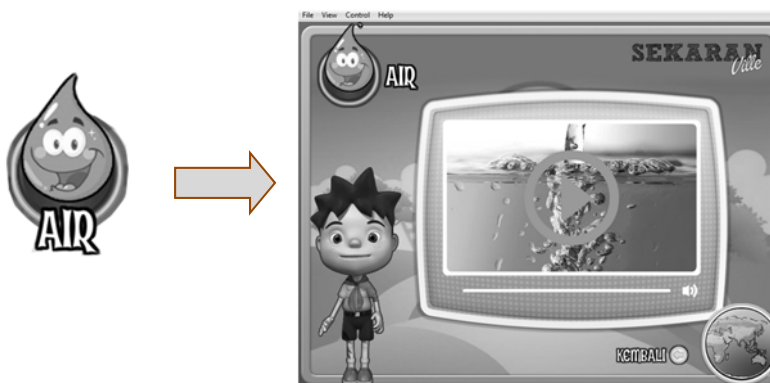 AIR
File View Control Help
AIR
SEKARAN
Ville
KEMBALI